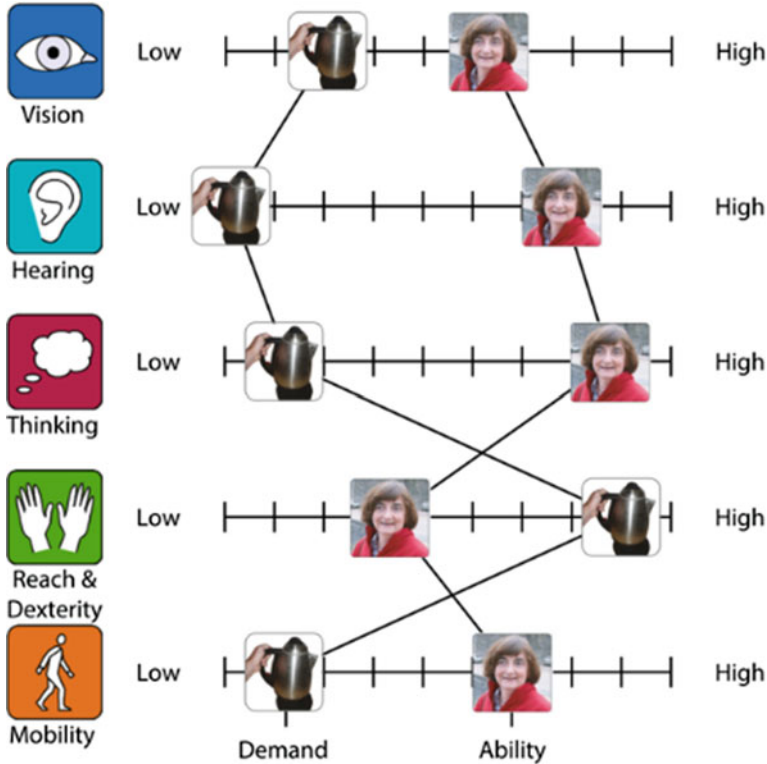 Low
High
Vision
Low
High
Hearing
Low
High
Thinking
Low
High
Reach &
Dexterity
Low
High
Mobility
Demand
Ability